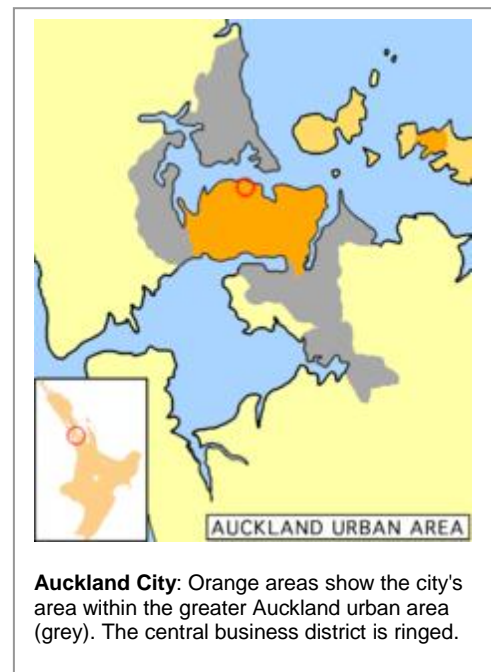 AUCKLAND URBAN AREA
Auckland City: Orange areas show the city's
area within the greater Auckland urban area
(grey). The central business district is ringed.